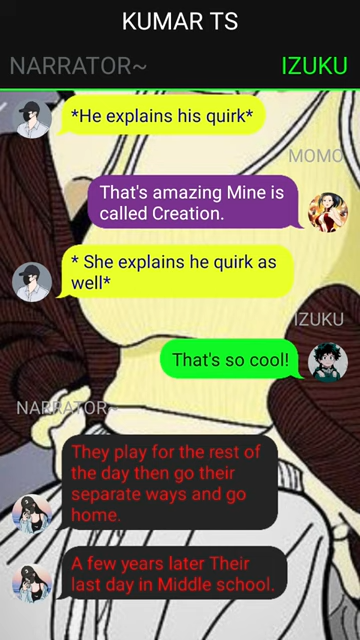 KUMAR TS
NARRATOR~
IZUKU
*He explains his quirk*
MOMO
That's amazing Mine is
called Creation.
* She explains he quirk as
well*
IZUKU
That's so cool!
NARRATOR~
They play for the rest of
the day then go their
separate ways and go
home.
A few years later Their
last day in Middle school.